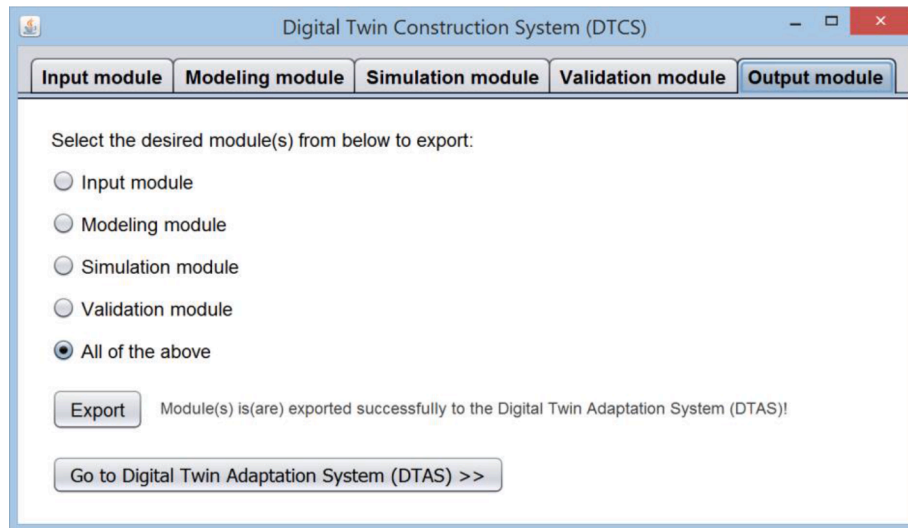 Digital Twin Construction System (DTCS)
Input module Modeling module Simulation module Validation module Output module
Select the desired module(s) from below to export:
Input module
Modeling module
Simulation module
Validation module
All of the above
Export Module(s) is(are) exported successfully to the Digital Twin Adaptation System (DTAS)!
Go to Digital Twin Adaptation System (DTAS) >>